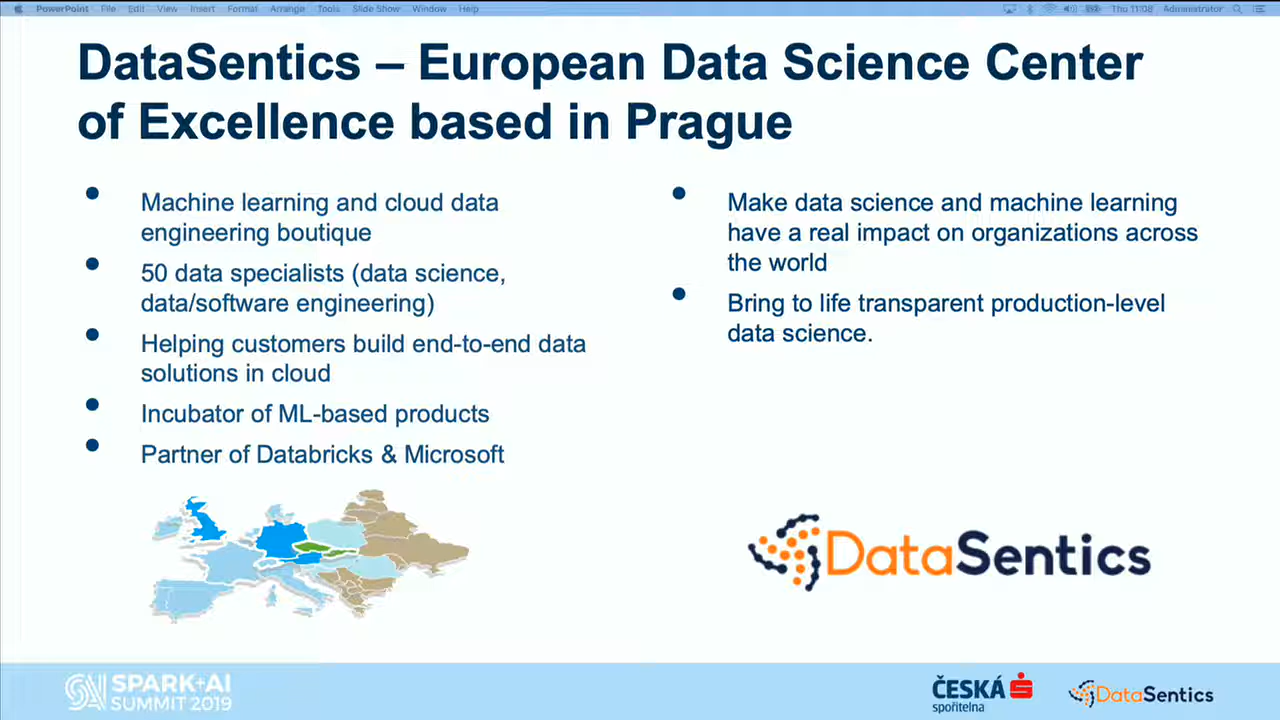 PowerPoint File Edit View Insert Format Arrange Tools Slide Show Window Help Thu 11:08 Administrator
DataSentics – European Data Science Center
of Excellence based in Prague
Machine learning and cloud data
engineering boutique
50 data specialists (data science,
data/software engineering)
Helping customers build end-to-end data
solutions in cloud
Incubator of ML-based products
Partner of Databricks & Microsoft
Make data science and machine learning
have a real impact on organizations across
the world
Bring to life transparent production-level
data science.
DataSentics
SPARK+AI
SUMMIT 2019
ČESKÁ
spořitelna
DataSentics